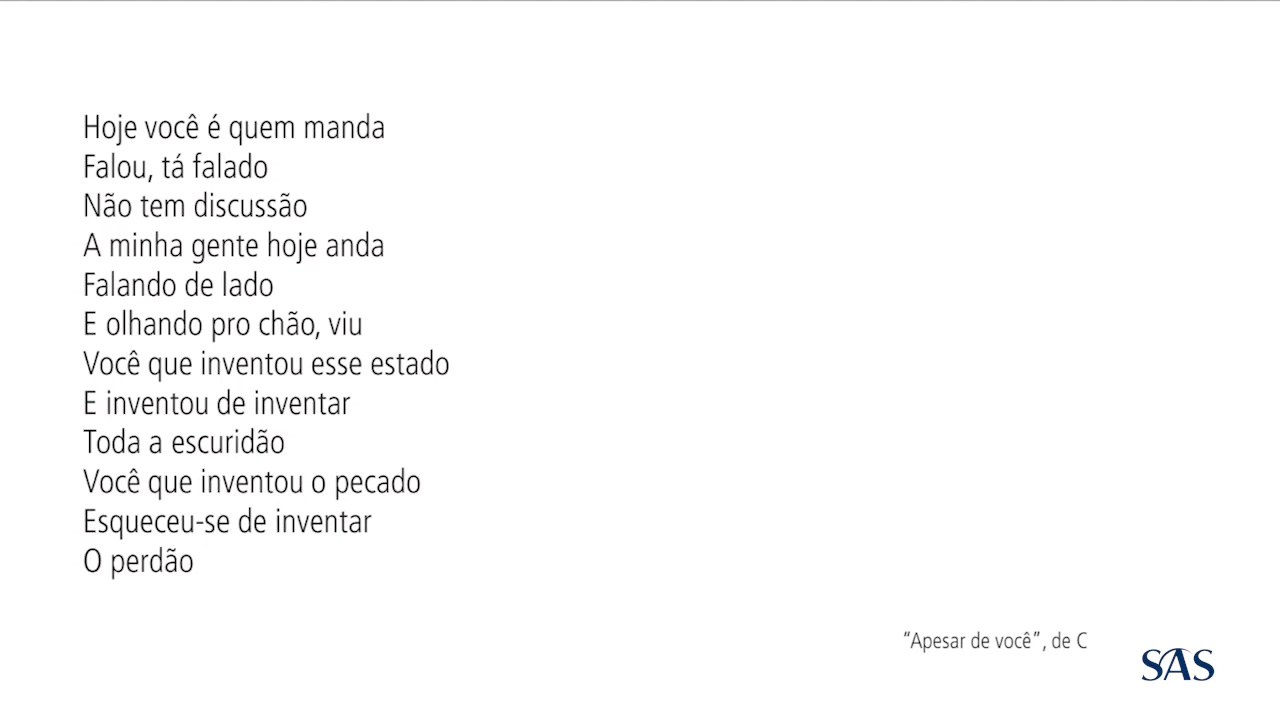 Hoje você é quem manda
Falou, tá falado
Não tem discussão
A minha gente hoje anda
Falando de lado
E olhando pro chão, viu
Você que inventou esse estado
E inventou de inventar
Toda a escuridão
Você que inventou o pecado
Esqueceu-se de inventar
O perdão
“Apesar de você”, de C
SAS